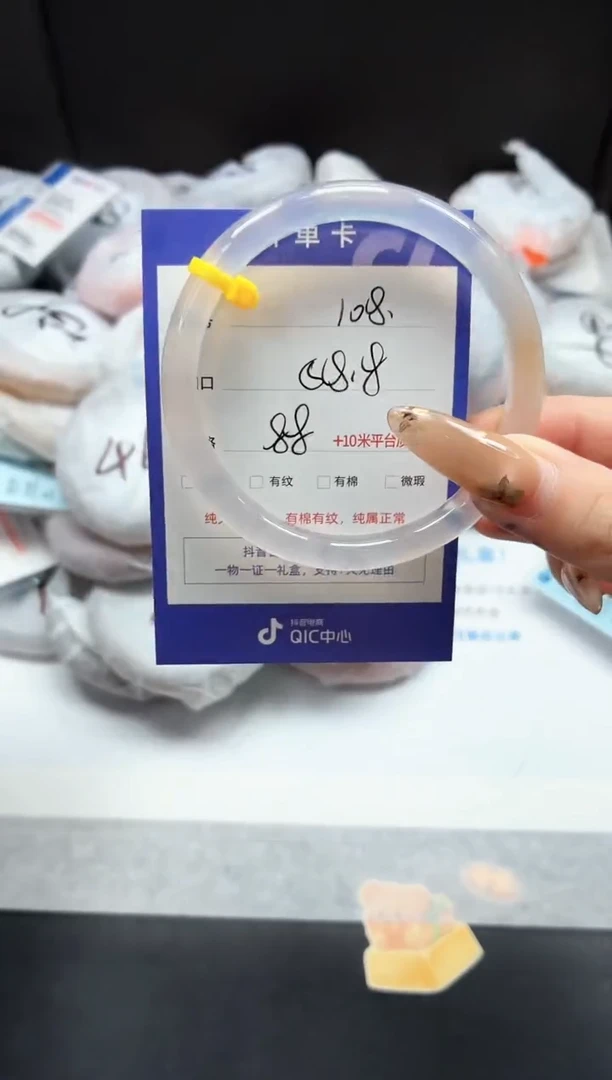 单卡
108.
口 58.8
88 +10米平台
有纹 有棉 微瑕
有棉有纹，纯属正常
抖音
一物一证一礼盒，支持
抖音电商
QIC中心